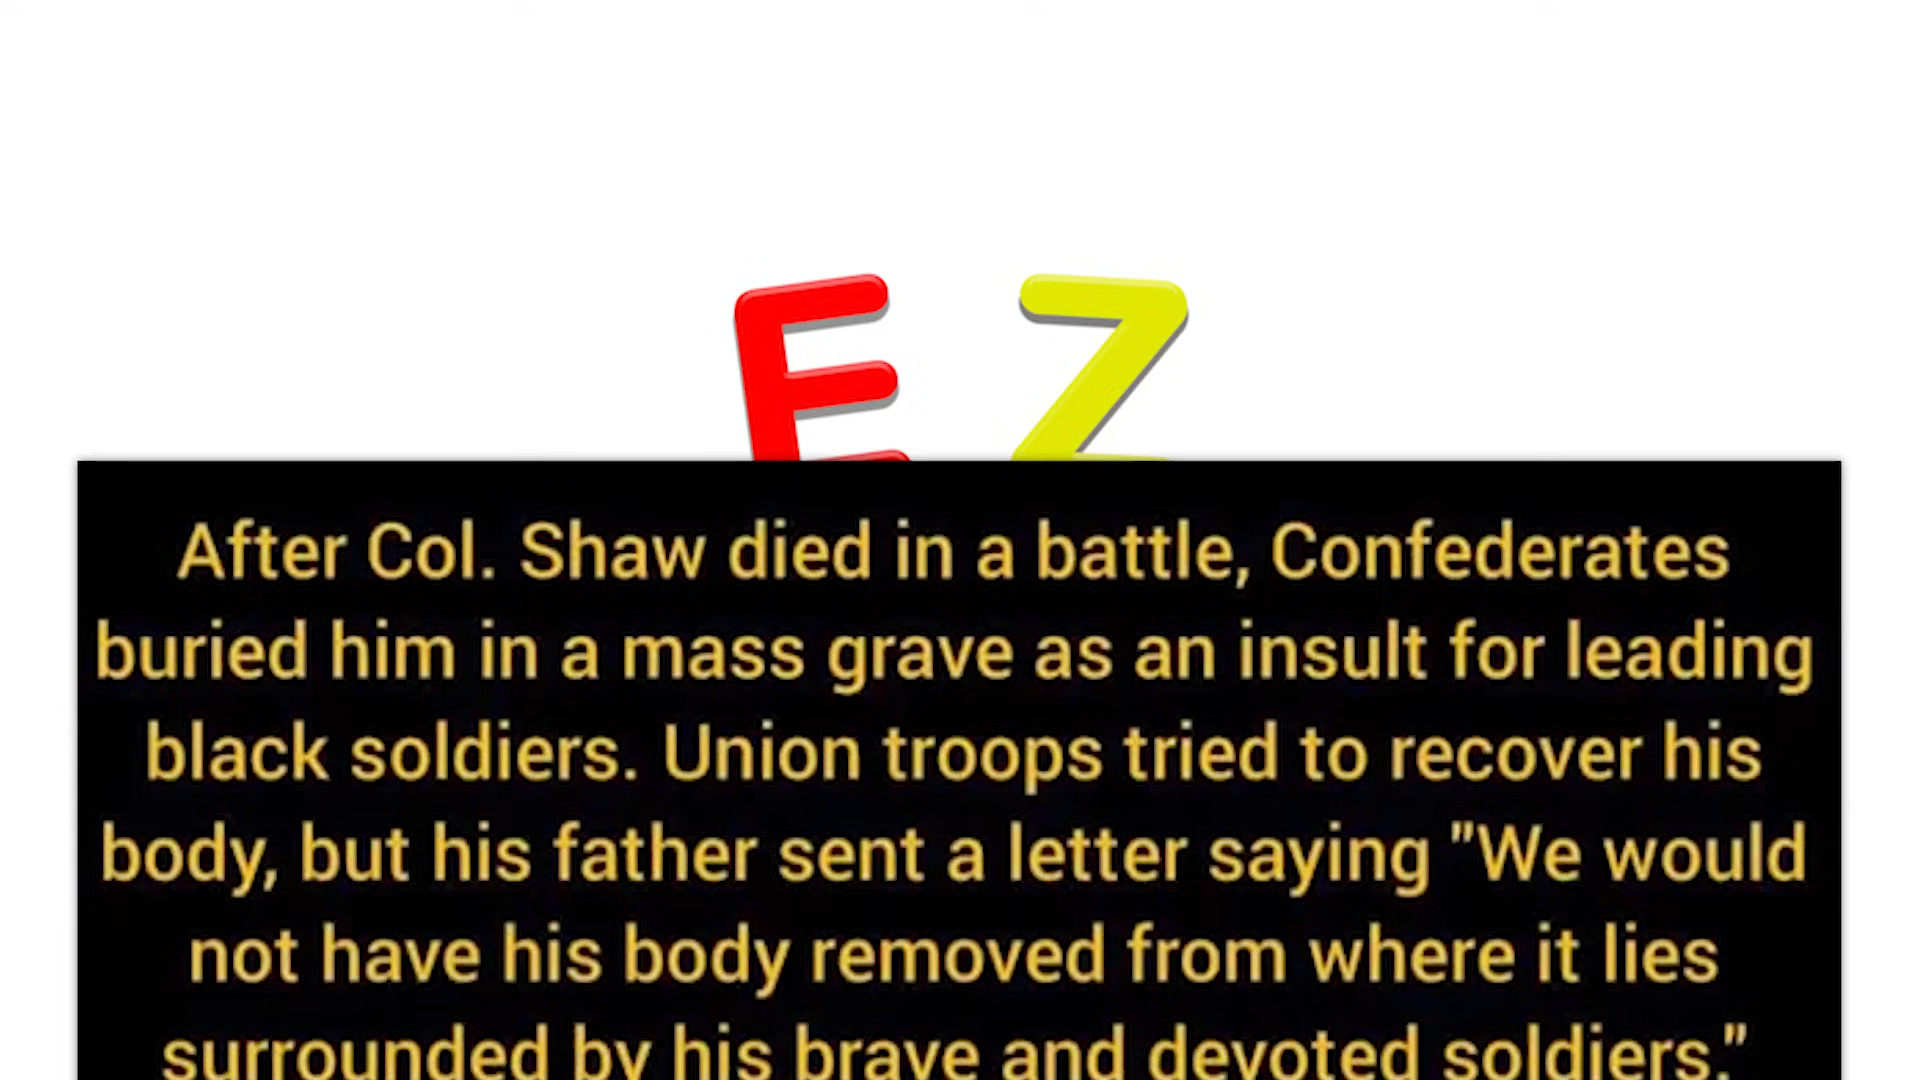 E Z
After Col. Shaw died in a battle, Confederates
buried him in a mass grave as an insult for leading
black soldiers. Union troops tried to recover his
body, but his father sent a letter saying "We would
not have his body removed from where it lies
surrounded by his brave and devoted soldiers."